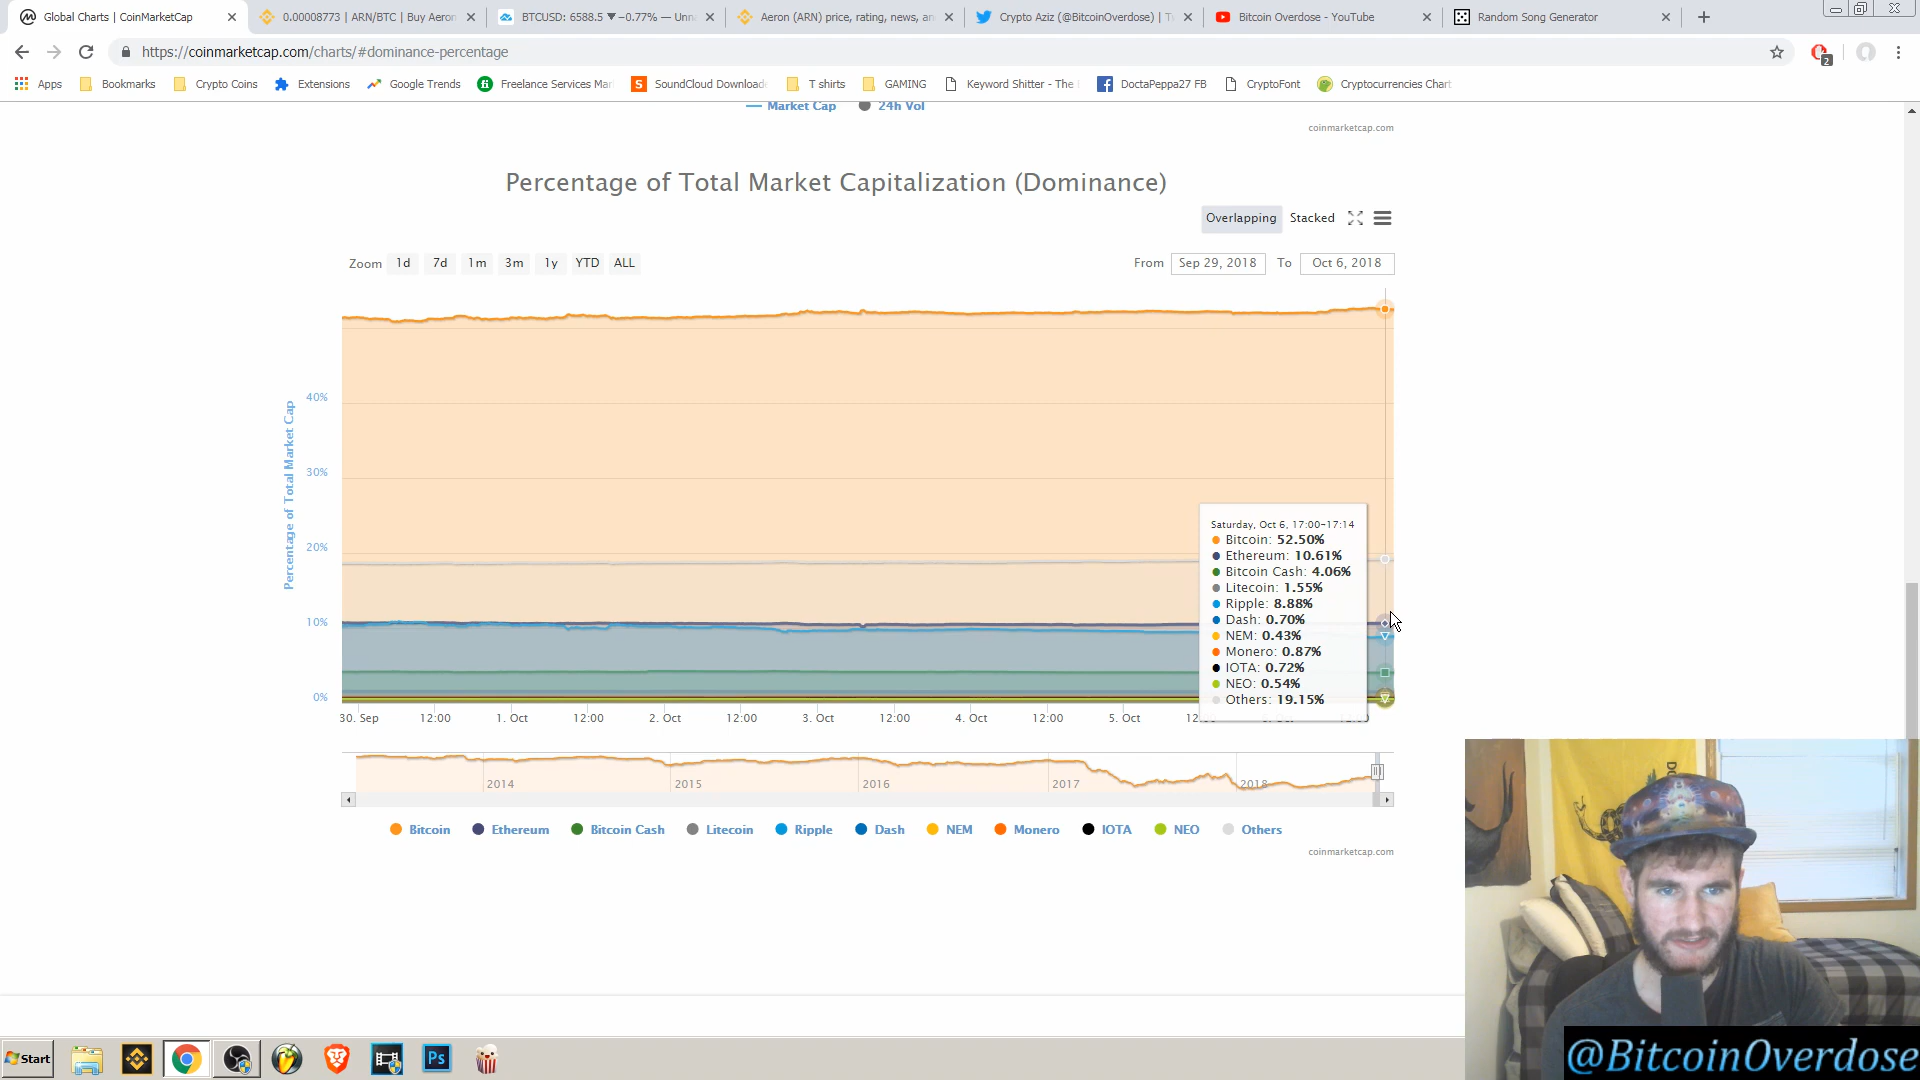 Global Charts | CoinMarketCap
0.00008773 | ARN/BTC | Buy Aeron
BTCUSD: 6588.5 ▼ −0.77% — Unn
Aeron (ARN) price, rating, news, an
Crypto Aziz (@BitcoinOverdose) | T
Bitcoin Overdose - YouTube
Random Song Generator
https://coinmarketcap.com/charts/#dominance-percentage
2
Apps
Bookmarks
Crypto Coins
Extensions
Google Trends
Freelance Services Mar
SoundCloud Download
T shirts
GAMING
Keyword Shitter - The
DoctaPeppa27 FB
CryptoFont
Cryptocurrencies Chart
Market Cap 24h Vol
coinmarketcap.com
Percentage of Total Market Capitalization (Dominance)
Overlapping Stacked
Zoom 1d 7d 1m 3m 1y YTD ALL
From Sep 29, 2018 To Oct 6, 2018
Percentage of Total Market Cap
40%
30%
20%
10%
0%
Saturday, Oct 6, 17:00-17:14
Bitcoin: 52.50%
Ethereum: 10.61%
Bitcoin Cash: 4.06%
Litecoin: 1.55%
Ripple: 8.88%
Dash: 0.70%
NEM: 0.43%
Monero: 0.87%
IOTA: 0.72%
NEO: 0.54%
Others: 19.15%
30. Sep 12:00 1. Oct 12:00 2. Oct 12:00 3. Oct 12:00 4. Oct 12:00 5. Oct
2014 2015 2016 2017 2018
Bitcoin Ethereum Bitcoin Cash Litecoin Ripple Dash NEM Monero IOTA NEO Others
coinmarketcap.com
Start
Ps
@BitcoinOverdose